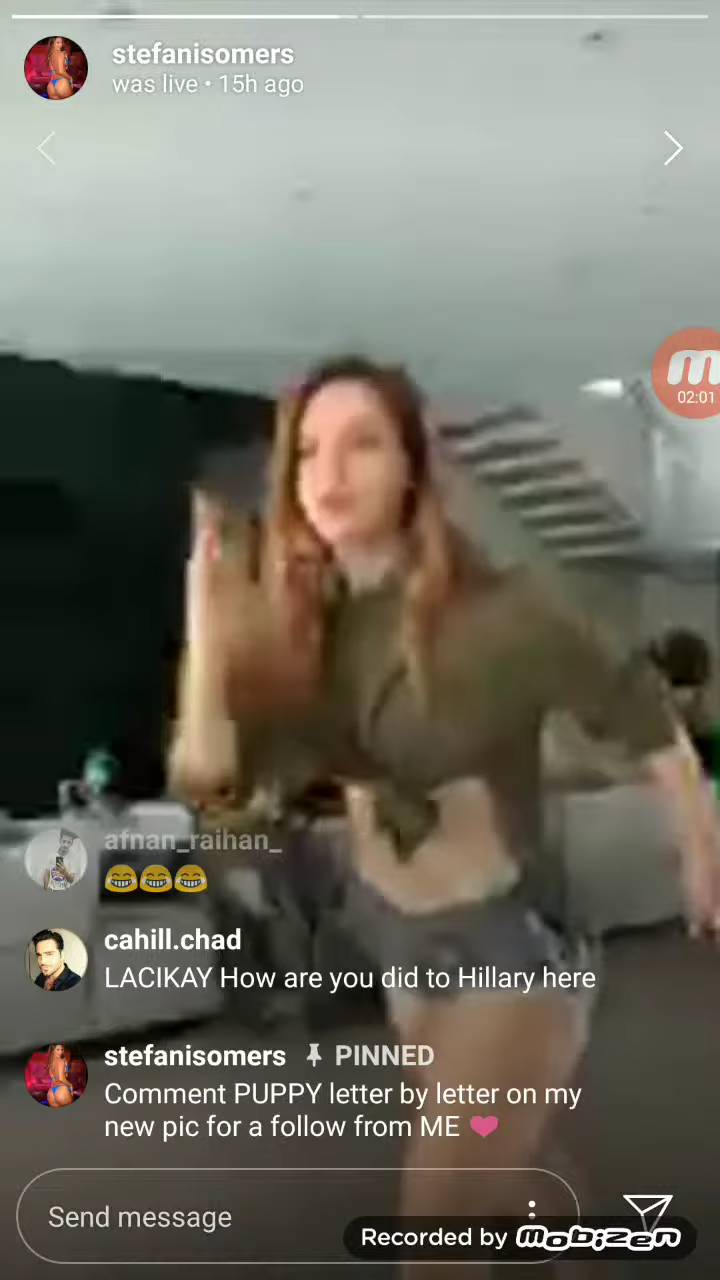 stefanisomers
was live • 15h ago
m
02:01
afnan_raihan_
😂😂😂
cahill.chad
LACIKAY How are you did to Hillary here
stefanisomers PINNED
Comment PUPPY letter by letter on my
new pic for a follow from ME ❤
Send message
Recorded by Mobizen